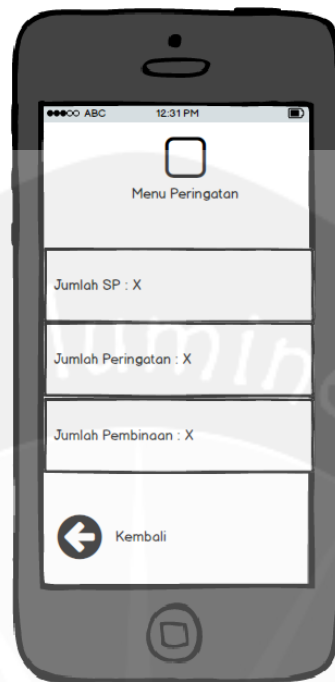 ABC 12:31 PM
Menu Peringatan
Jumlah SP : X
Jumlah Peringatan : X
Jumlah Pembinaan : X
Kembali